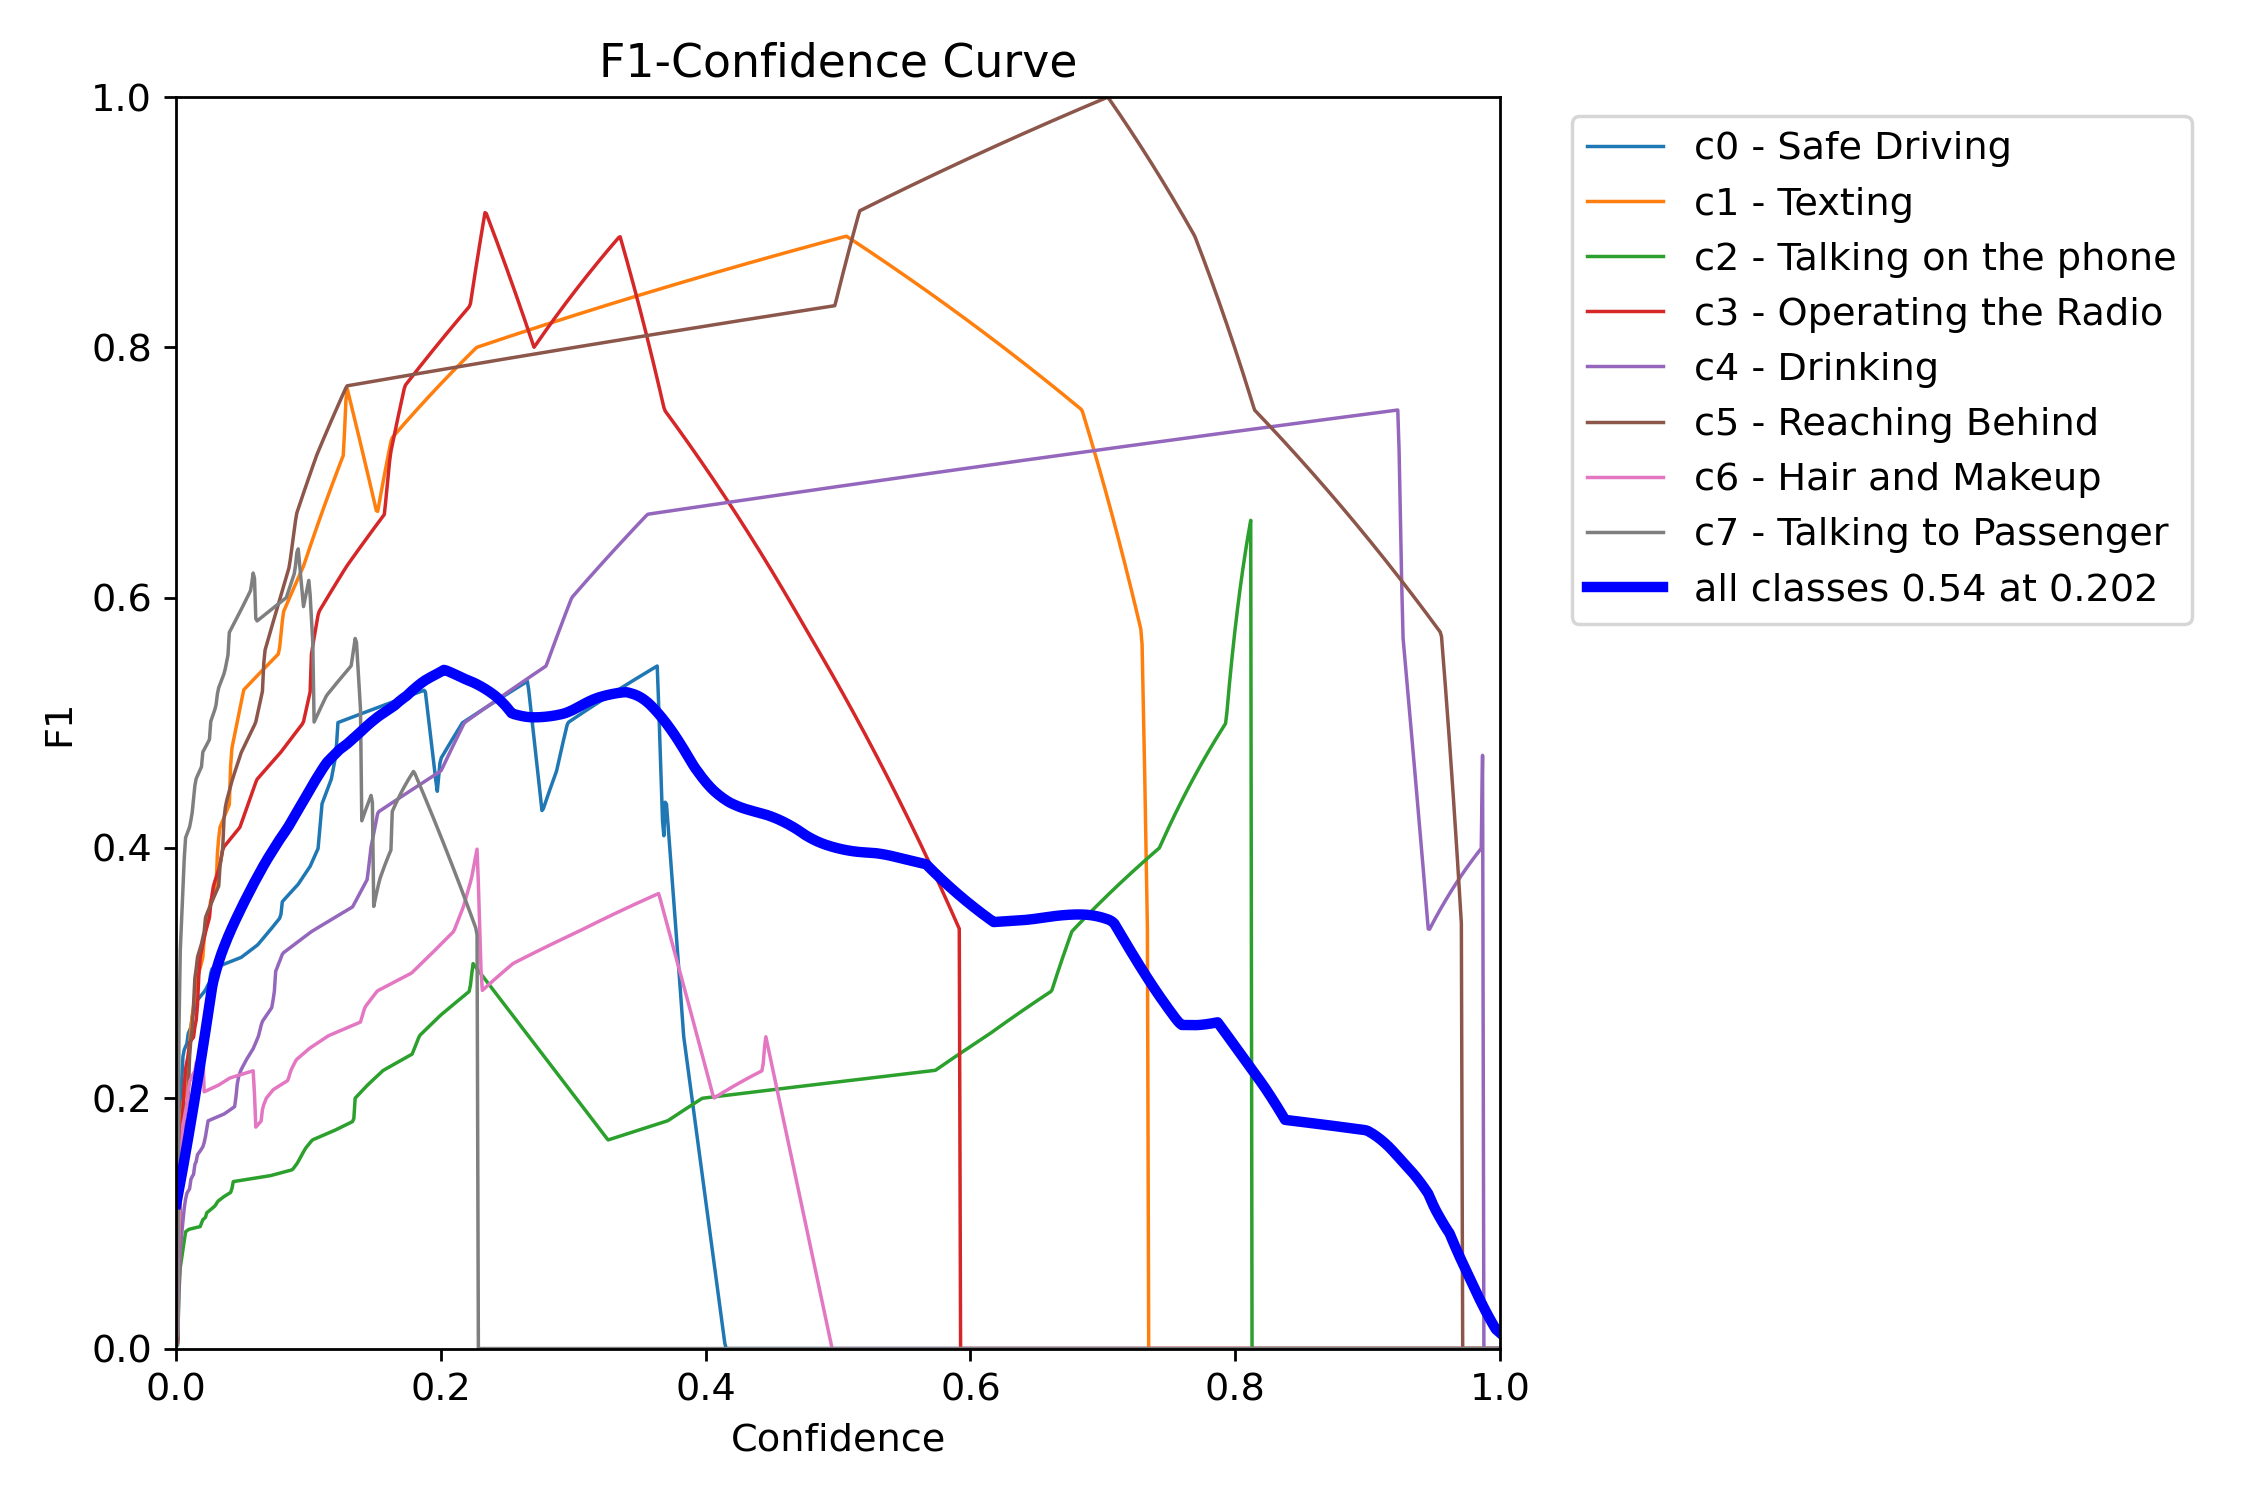 F1-Confidence Curve
1.0
0.8
0.6
0.4
0.2
0.0
F1
0.0 0.2 0.4 0.6 0.8 1.0
Confidence
c0 - Safe Driving
c1 - Texting
c2 - Talking on the phone
c3 - Operating the Radio
c4 - Drinking
c5 - Reaching Behind
c6 - Hair and Makeup
c7 - Talking to Passenger
all classes 0.54 at 0.202